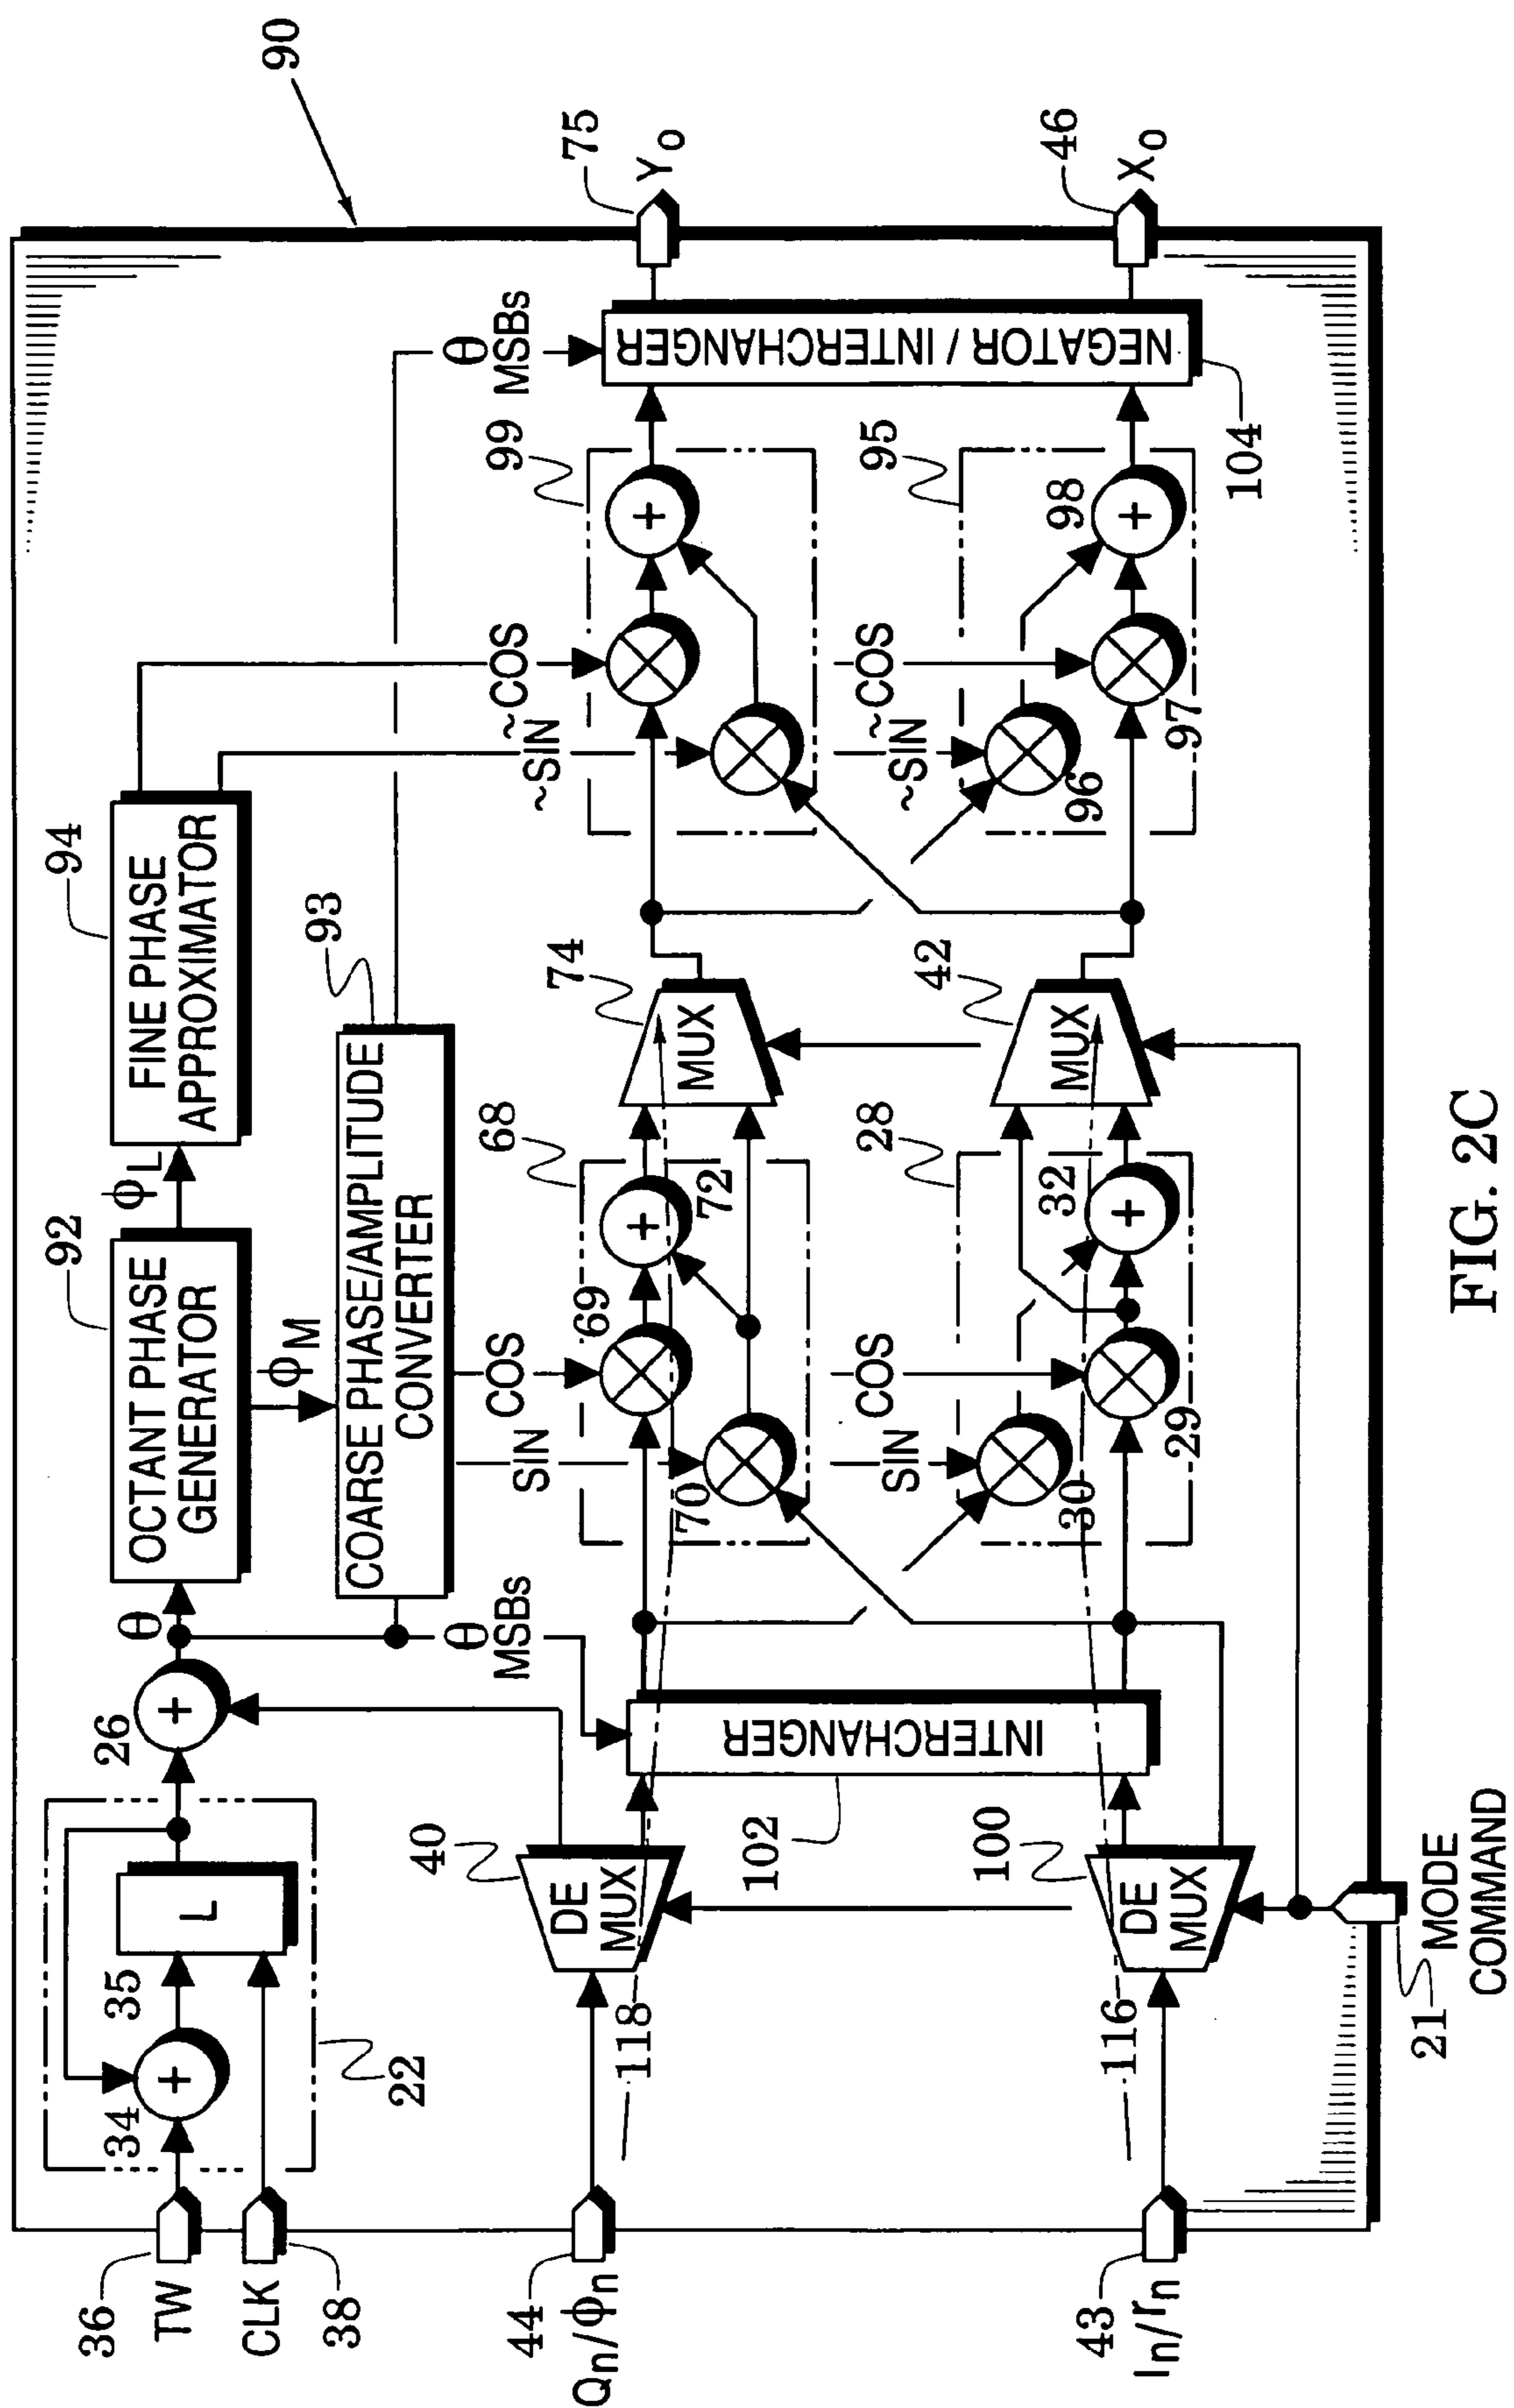 90
36
TW
CLK
38
34
35
L
22
26
θ
92
OCTANT PHASE
GENERATOR
ϕL
94
FINE PHASE
APPROXIMATOR
ϕM
93
COARSE PHASE/AMPLITUDE
CONVERTER
θ
MSBs
θ
MSBs
SIN
COS
~SIN
~COS
44
Qn/ϕn
118
40
DE
MUX
102
INTERCHANGER
70
69
72
68
74
MUX
99
NEGATOR / INTERCHANGER
75
Yo
SIN
COS
~SIN
~COS
43
In/rn
116
100
DE
MUX
30
29
32
28
42
MUX
96
97
98
95
104
46
Xo
21
MODE
COMMAND
FIG. 2C